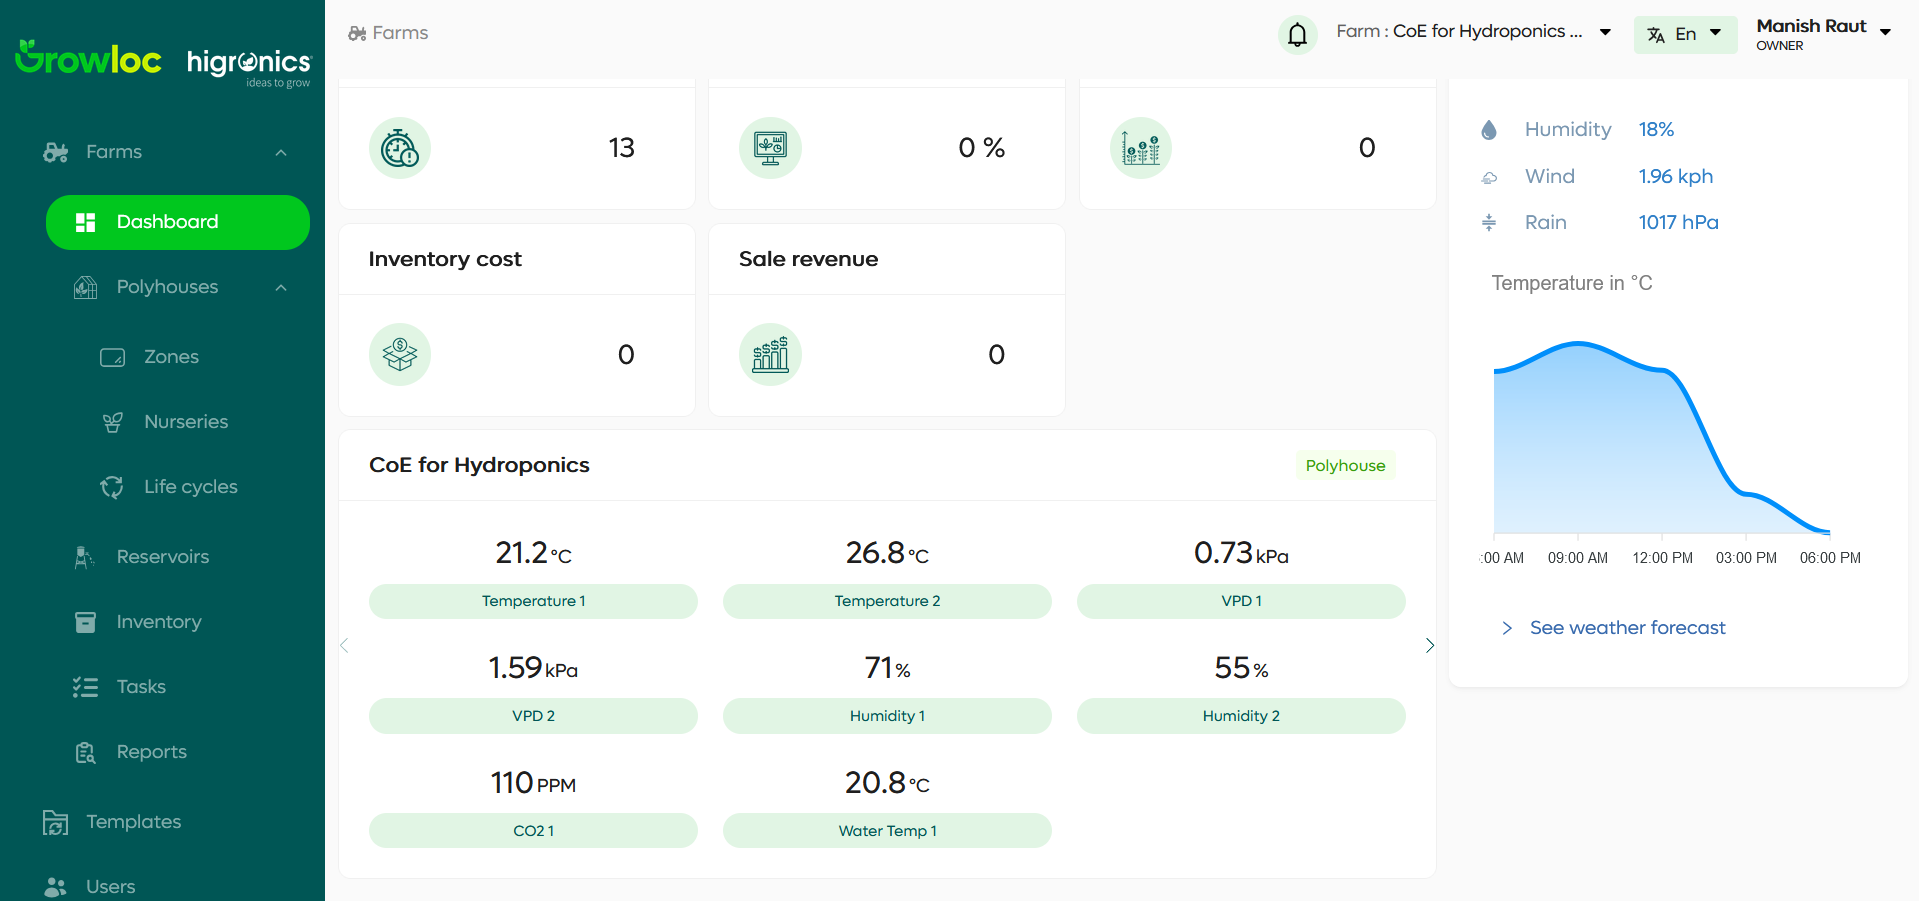 Growloc
higronics
ideas to grow
Farms
Dashboard
Polyhouses
Zones
Nurseries
Life cycles
Reservoirs
Inventory
Tasks
Reports
Templates
Users
Farms
Farm : CoE for Hydroponics ...
En
Manish Raut
OWNER
13
0 %
0
Inventory cost
0
Sale revenue
0
CoE for Hydroponics
Polyhouse
21.2 °C
Temperature 1
26.8 °C
Temperature 2
0.73 kPa
VPD 1
1.59 kPa
VPD 2
71 %
Humidity 1
55 %
Humidity 2
110 PPM
CO2 1
20.8 °C
Water Temp 1
Humidity 18%
Wind 1.96 kph
Rain 1017 hPa
Temperature in °C
:00 AM 09:00 AM 12:00 PM 03:00 PM 06:00 PM
See weather forecast